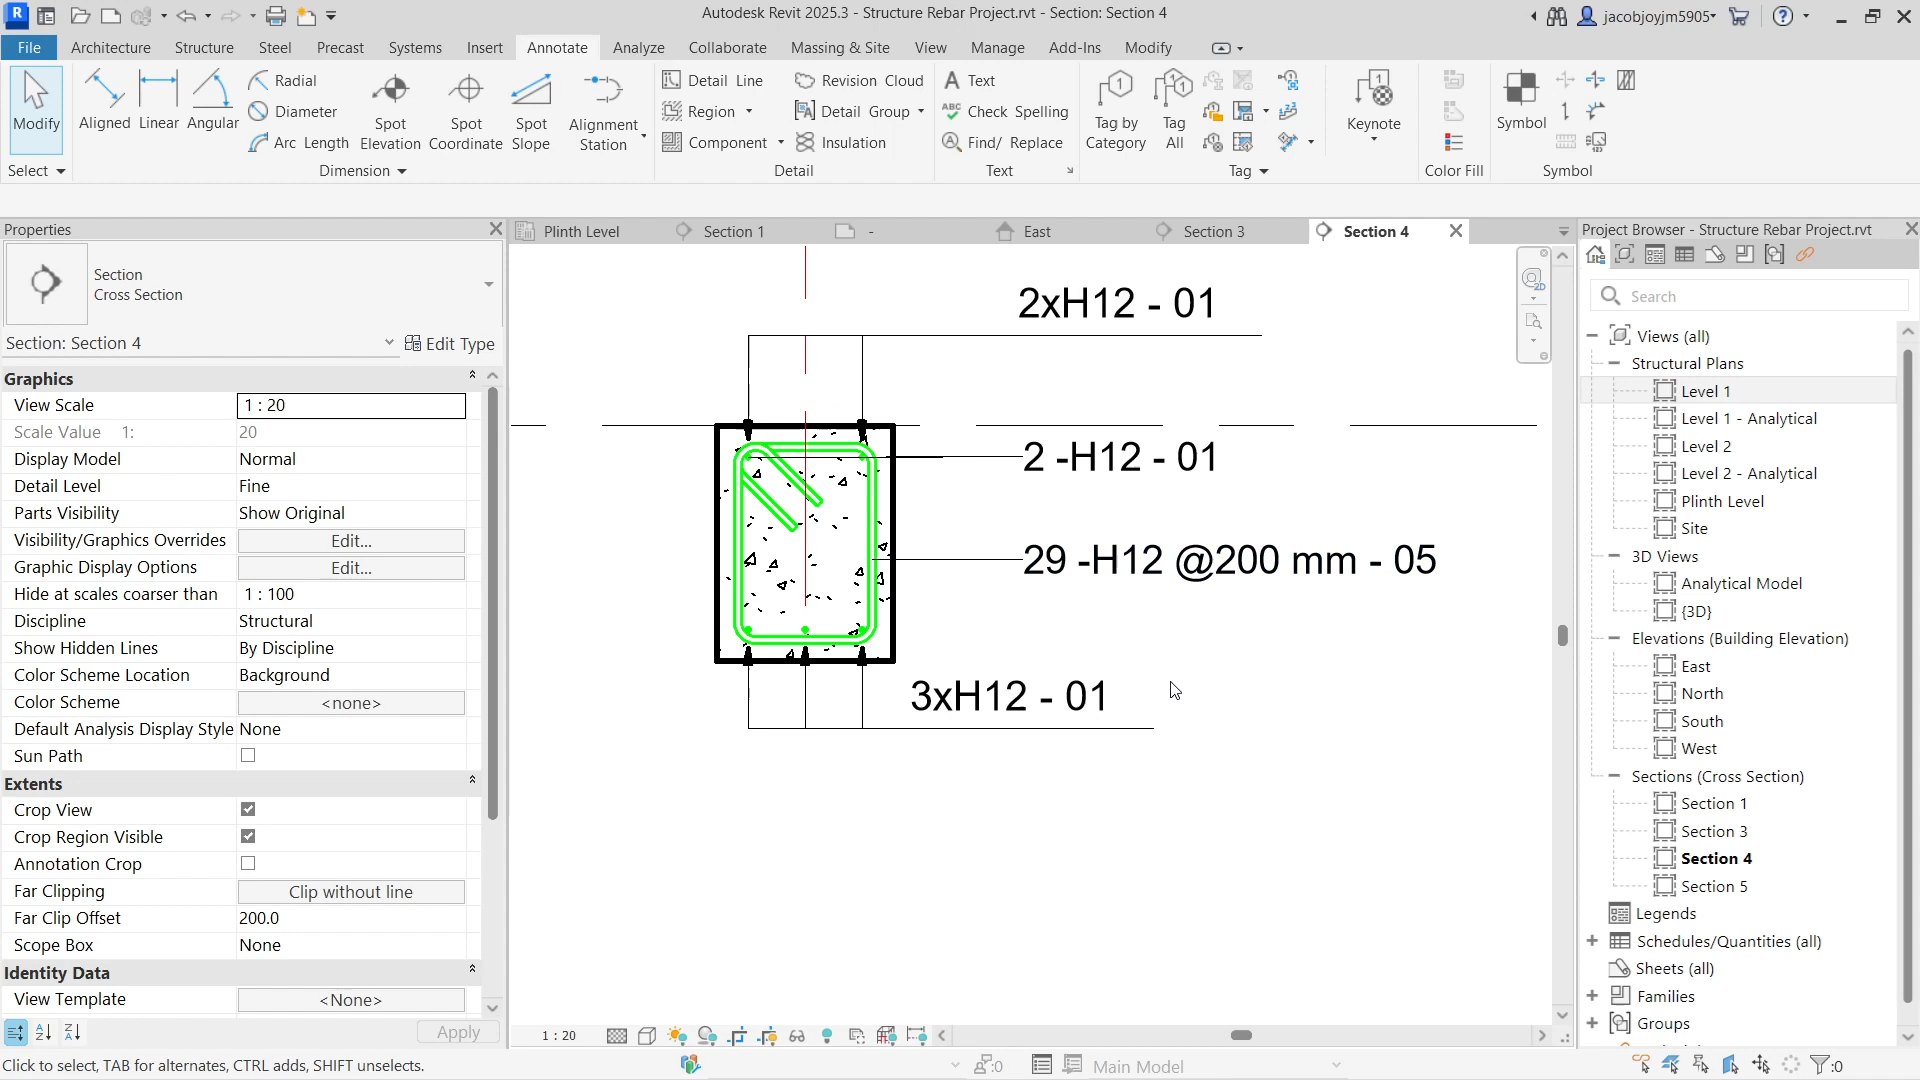 Autodesk Revit 2025.3 - Structure Rebar Project.rvt - Section: Section 4
jacobjoyjm5905
File
Architecture
Structure
Steel
Precast
Systems
Insert
Annotate
Analyze
Collaborate
Massing & Site
View
Manage
Add-Ins
Modify
Modify
Aligned
Linear
Angular
Radial
Diameter
Arc Length
Spot
Elevation
Spot
Coordinate
Spot
Slope
Alignment
Station
Detail Line
Region
Component
Revision Cloud
Detail Group
Insulation
Text
Check Spelling
Find/ Replace
Tag by
Category
Tag
All
Keynote
Symbol
Select
Dimension
Detail
Text
Tag
Color Fill
Symbol
Properties
Section
Cross Section
Section: Section 4
Edit Type
Graphics
View Scale 1 : 20
Scale Value 1: 20
Display Model Normal
Detail Level Fine
Parts Visibility Show Original
Visibility/Graphics Overrides Edit...
Graphic Display Options Edit...
Hide at scales coarser than 1 : 100
Discipline Structural
Show Hidden Lines By Discipline
Color Scheme Location Background
Color Scheme <none>
Default Analysis Display Style None
Sun Path
Extents
Crop View
Crop Region Visible
Annotation Crop
Far Clipping Clip without line
Far Clip Offset 200.0
Scope Box None
Identity Data
View Template <None>
Apply
Plinth Level
Section 1
-
East
Section 3
Section 4
2xH12 - 01
2 -H12 - 01
29 -H12 @200 mm - 05
3xH12 - 01
2D
1 : 20
Project Browser - Structure Rebar Project.rvt
Search
Views (all)
Structural Plans
Level 1
Level 1 - Analytical
Level 2
Level 2 - Analytical
Plinth Level
Site
3D Views
Analytical Model
{3D}
Elevations (Building Elevation)
East
North
South
West
Sections (Cross Section)
Section 1
Section 3
Section 4
Section 5
Legends
Schedules/Quantities (all)
Sheets (all)
Families
Groups
Click to select, TAB for alternates, CTRL adds, SHIFT unselects.
:0
Main Model
:0